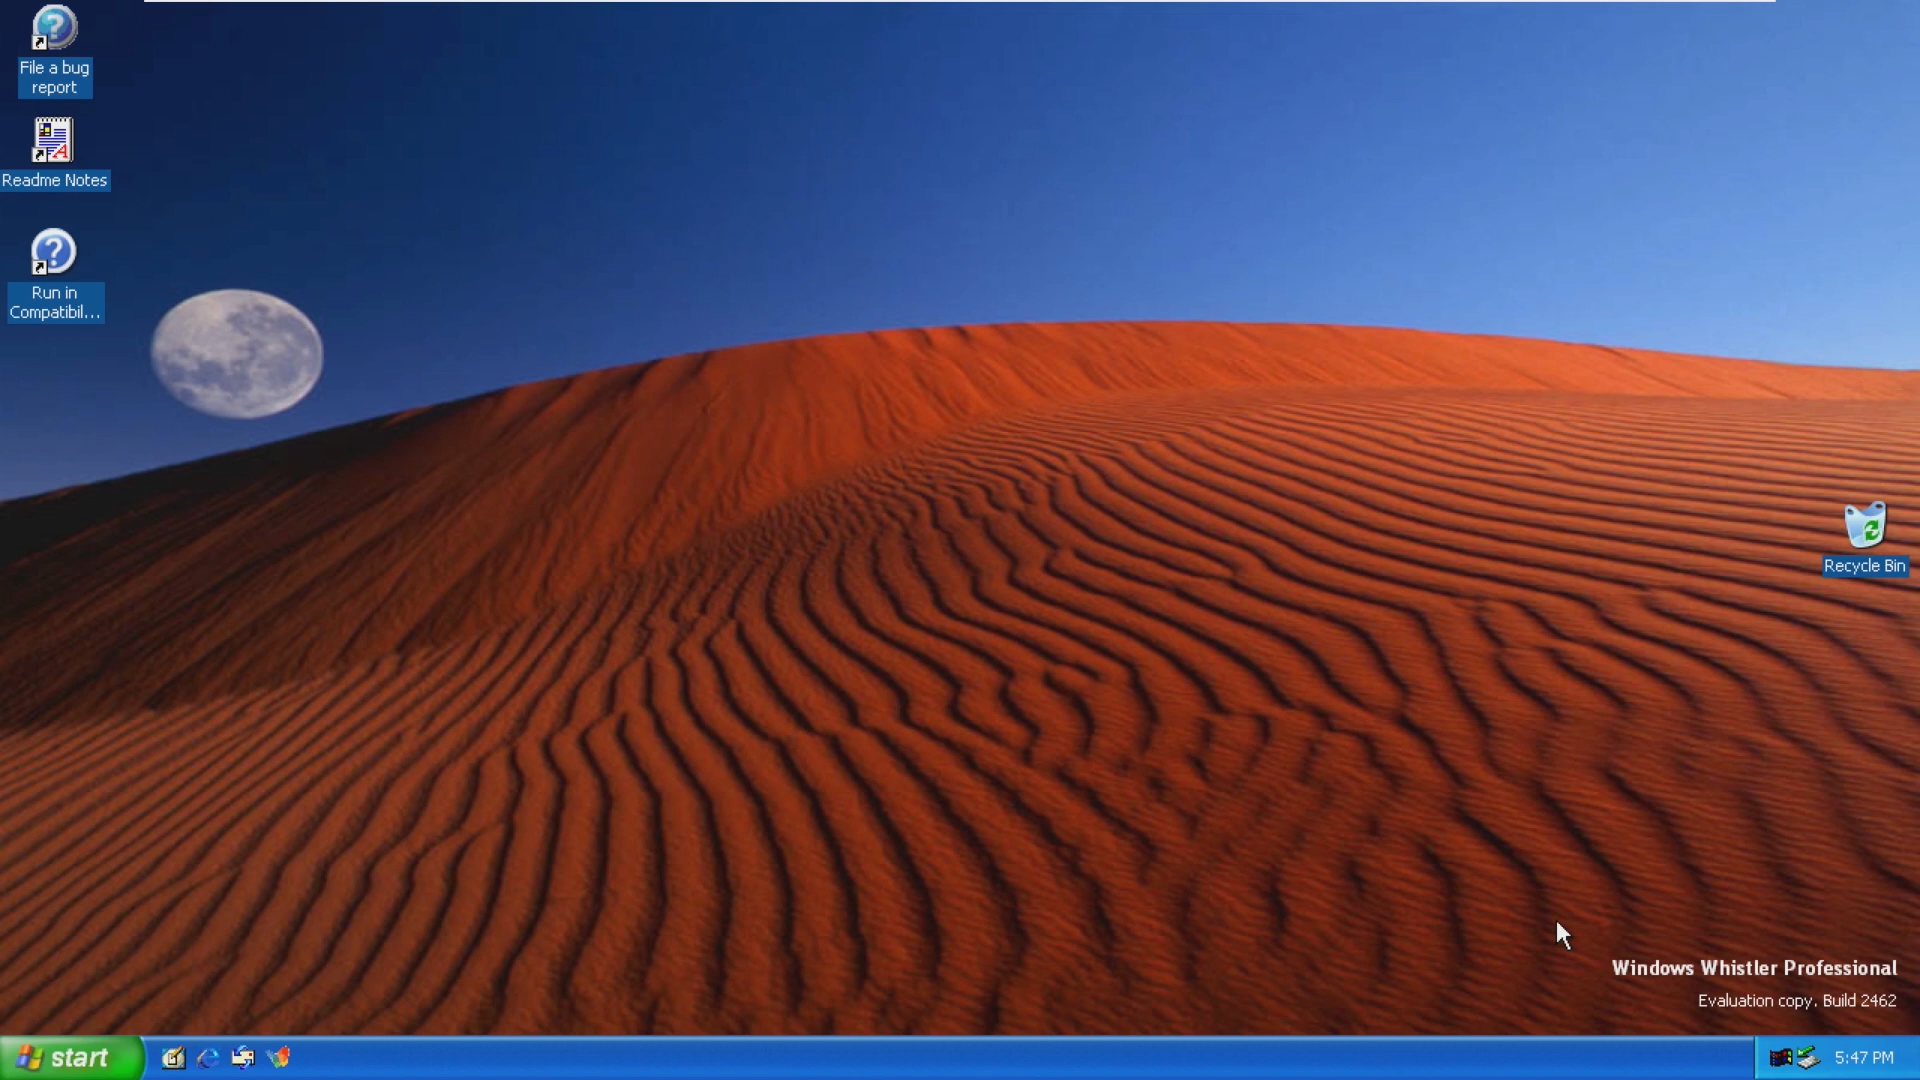 File a bug
report
Readme Notes
Run in
Compatibil...
Recycle Bin
Windows Whistler Professional
Evaluation copy. Build 2462
start
5:47 PM